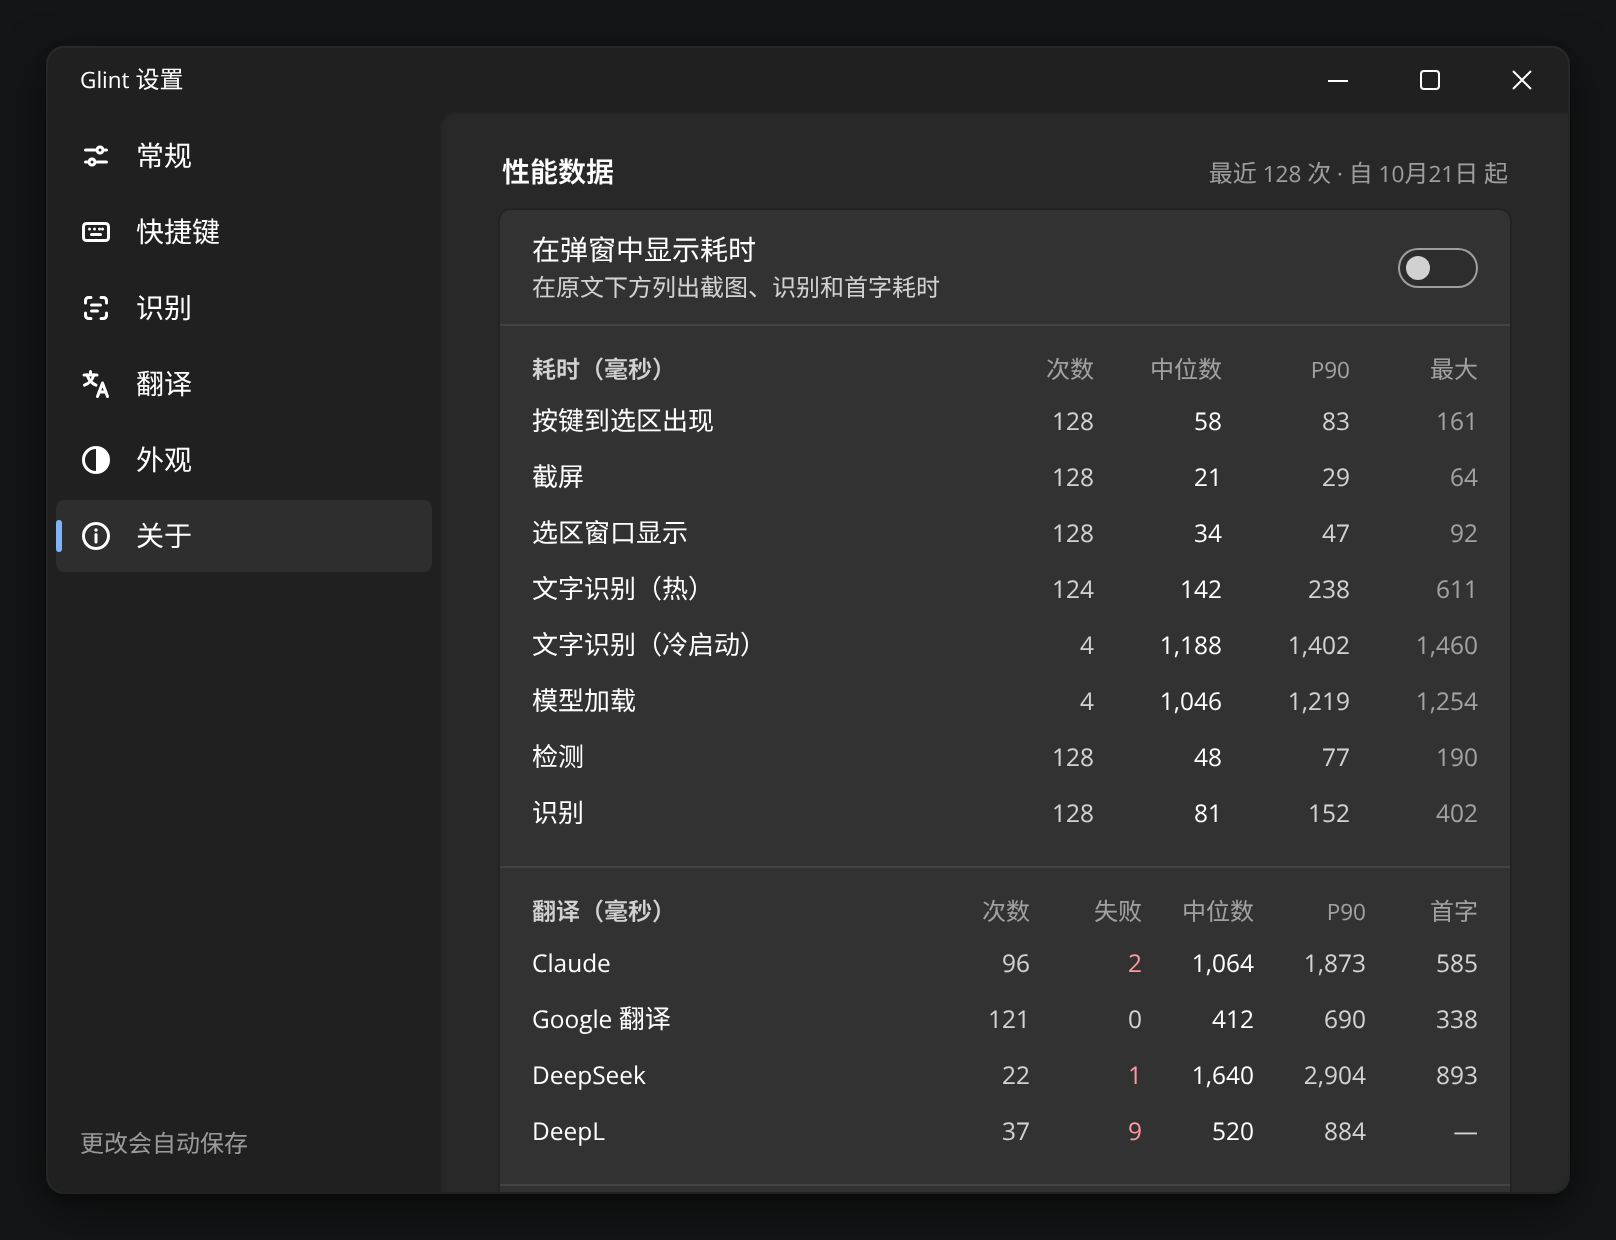 Glint 设置
常规
快捷键
识别
翻译
外观
关于
更改会自动保存
性能数据 最近 128 次 · 自 10月21日 起
在弹窗中显示耗时
在原文下方列出截图、识别和首字耗时
耗时（毫秒） 次数 中位数 P90 最大
按键到选区出现 128 58 83 161
截屏 128 21 29 64
选区窗口显示 128 34 47 92
文字识别（热） 124 142 238 611
文字识别（冷启动） 4 1,188 1,402 1,460
模型加载 4 1,046 1,219 1,254
检测 128 48 77 190
识别 128 81 152 402
翻译（毫秒） 次数 失败 中位数 P90 首字
Claude 96 2 1,064 1,873 585
Google 翻译 121 0 412 690 338
DeepSeek 22 1 1,640 2,904 893
DeepL 37 9 520 884 —